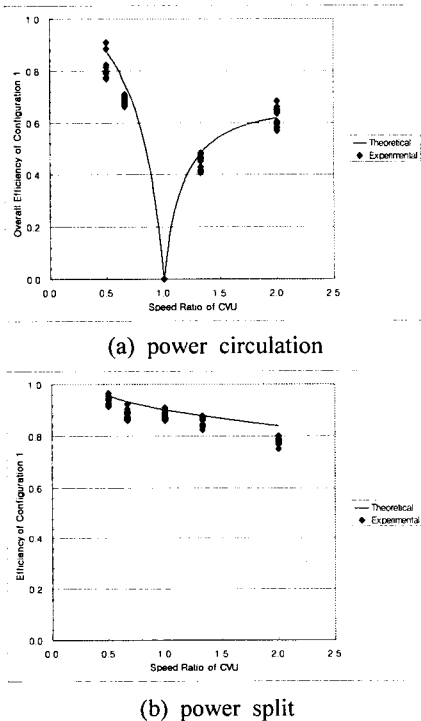 Overall Efficiency of Configuration 1
1.0
0.8
0.6
0.4
0.2
0.0
0.0 0.5 1.0 1.5 2.0 2.5
Speed Ratio of CVU
Theoretical
Experimental
(a) power circulation
Efficiency of Configuration 1
1.0
0.8
0.6
0.4
0.2
0.0
0.0 0.5 1.0 1.5 2.0 2.5
Speed Ratio of CVU
Theoretical
Experimental
(b) power split